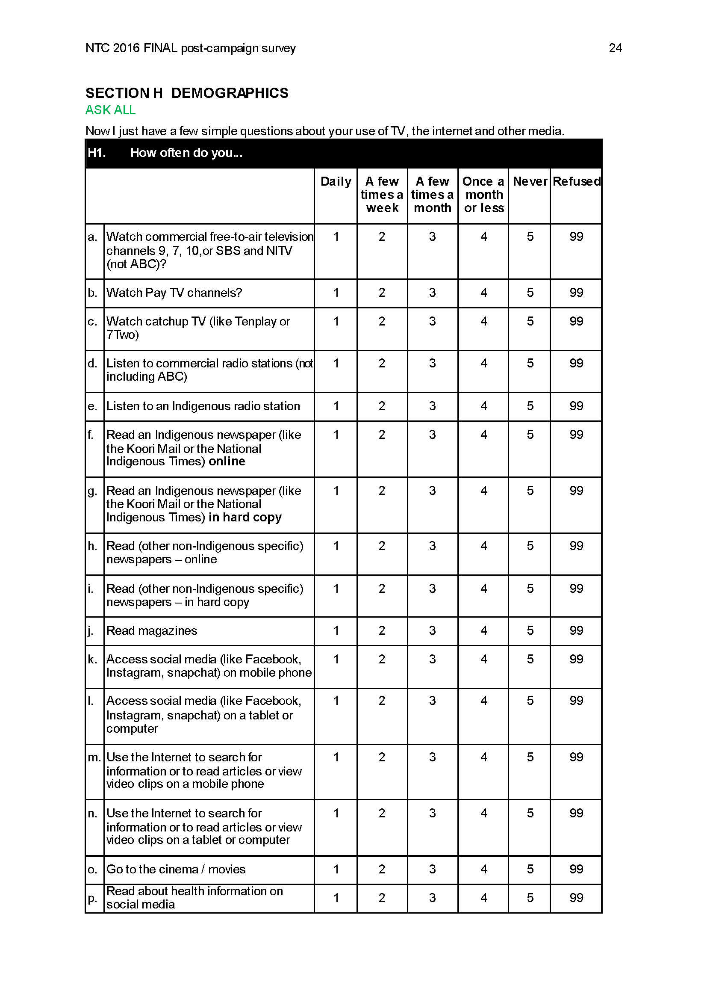 NTC 2016 FINAL post-campaign survey 24
SECTION H DEMOGRAPHICS
ASK ALL
Now I just have a few simple questions about your use of TV, the internet and other media.
H1. How often do you...
Daily A few times a week A few times a month Once a month or less Never Refused
a. Watch commercial free-to-air television 1 2 3 4 5 99
channels 9, 7, 10,or SBS and NITV
(not ABC)?
b. Watch Pay TV channels? 1 2 3 4 5 99
c. Watch catchup TV (like Tenplay or 1 2 3 4 5 99
7Two)
d. Listen to commercial radio stations (not 1 2 3 4 5 99
including ABC)
e. Listen to an Indigenous radio station 1 2 3 4 5 99
f. Read an Indigenous newspaper (like 1 2 3 4 5 99
the Koori Mail or the National
Indigenous Times) online
g. Read an Indigenous newspaper (like 1 2 3 4 5 99
the Koori Mail or the National
Indigenous Times) in hard copy
h. Read (other non-Indigenous specific) 1 2 3 4 5 99
newspapers – online
i. Read (other non-Indigenous specific) 1 2 3 4 5 99
newspapers – in hard copy
j. Read magazines 1 2 3 4 5 99
k. Access social media (like Facebook, 1 2 3 4 5 99
Instagram, snapchat) on mobile phone
l. Access social media (like Facebook, 1 2 3 4 5 99
Instagram, snapchat) on a tablet or
computer
m. Use the Internet to search for 1 2 3 4 5 99
information or to read articles or view
video clips on a mobile phone
n. Use the Internet to search for 1 2 3 4 5 99
information or to read articles or view
video clips on a tablet or computer
o. Go to the cinema / movies 1 2 3 4 5 99
p. Read about health information on 1 2 3 4 5 99
social media